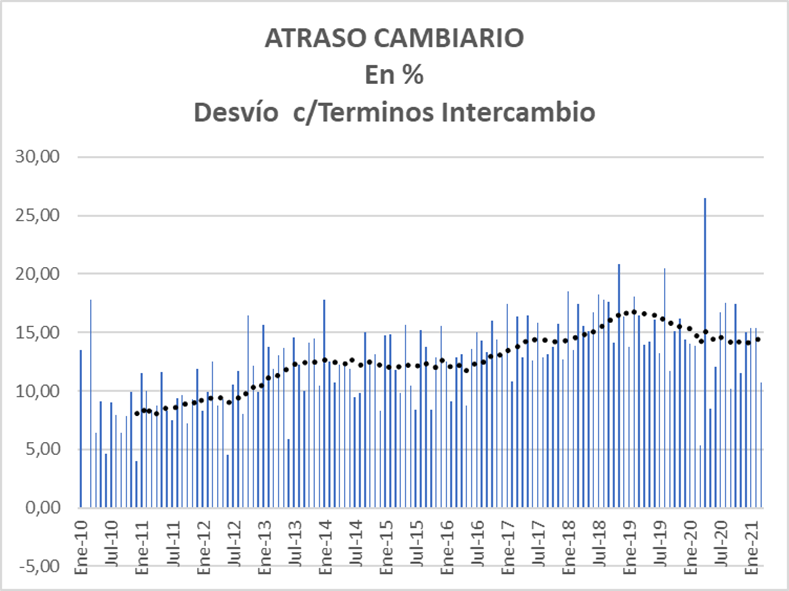 ATRASO CAMBIARIO
En %
Desvío  c/Terminos Intercambio
30,00
25,00
20,00
15,00
10,00
5,00
0,00
-5,00
Ene-10
Jul-10
Ene-11
Jul-11
Ene-12
Jul-12
Ene-13
Jul-13
Ene-14
Jul-14
Ene-15
Jul-15
Ene-16
Jul-16
Ene-17
Jul-17
Ene-18
Jul-18
Ene-19
Jul-19
Ene-20
Jul-20
Ene-21